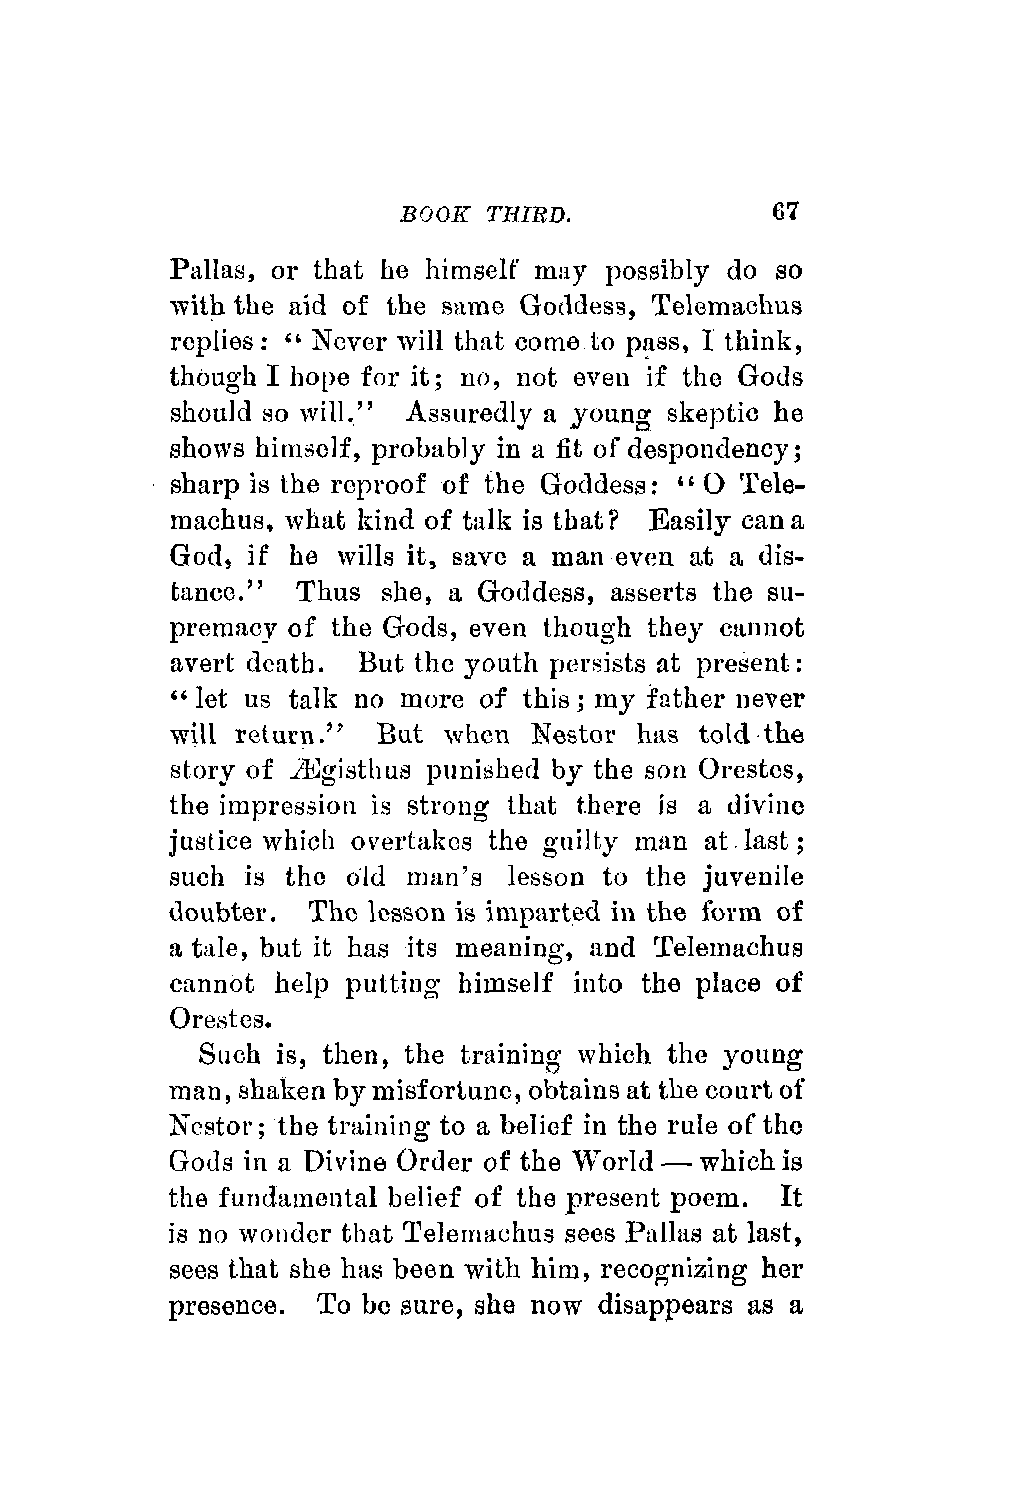 BOOK THIRD. 67
Pallas, or that he himself may possibly do so
with the aid of the same Goddess, Telemachus
replies: “ Never will that come to pass, I think,
though I hope for it; no, not even if the Gods
should so will.” Assuredly a young skeptic he
shows himself, probably in a fit of despondency;
sharp is the reproof of the Goddess: “ O Tele-
machus, what kind of talk is that? Easily can a
God, if he wills it, save a man even at a dis-
tance.” Thus she, a Goddess, asserts the su-
premacy of the Gods, even though they cannot
avert death. But the youth persists at present:
“ let us talk no more of this; my father never
will return.” But when Nestor has told the
story of Ægisthus punished by the son Orestes,
the impression is strong that there is a divine
justice which overtakes the guilty man at last;
such is the old man’s lesson to the juvenile
doubter. The lesson is imparted in the form of
a tale, but it has its meaning, and Telemachus
cannot help putting himself into the place of
Orestes.
Such is, then, the training which the young
man, shaken by misfortune, obtains at the court of
Nestor; the training to a belief in the rule of the
Gods in a Divine Order of the World — which is
the fundamental belief of the present poem. It
is no wonder that Telemachus sees Pallas at last,
sees that she has been with him, recognizing her
presence. To be sure, she now disappears as a